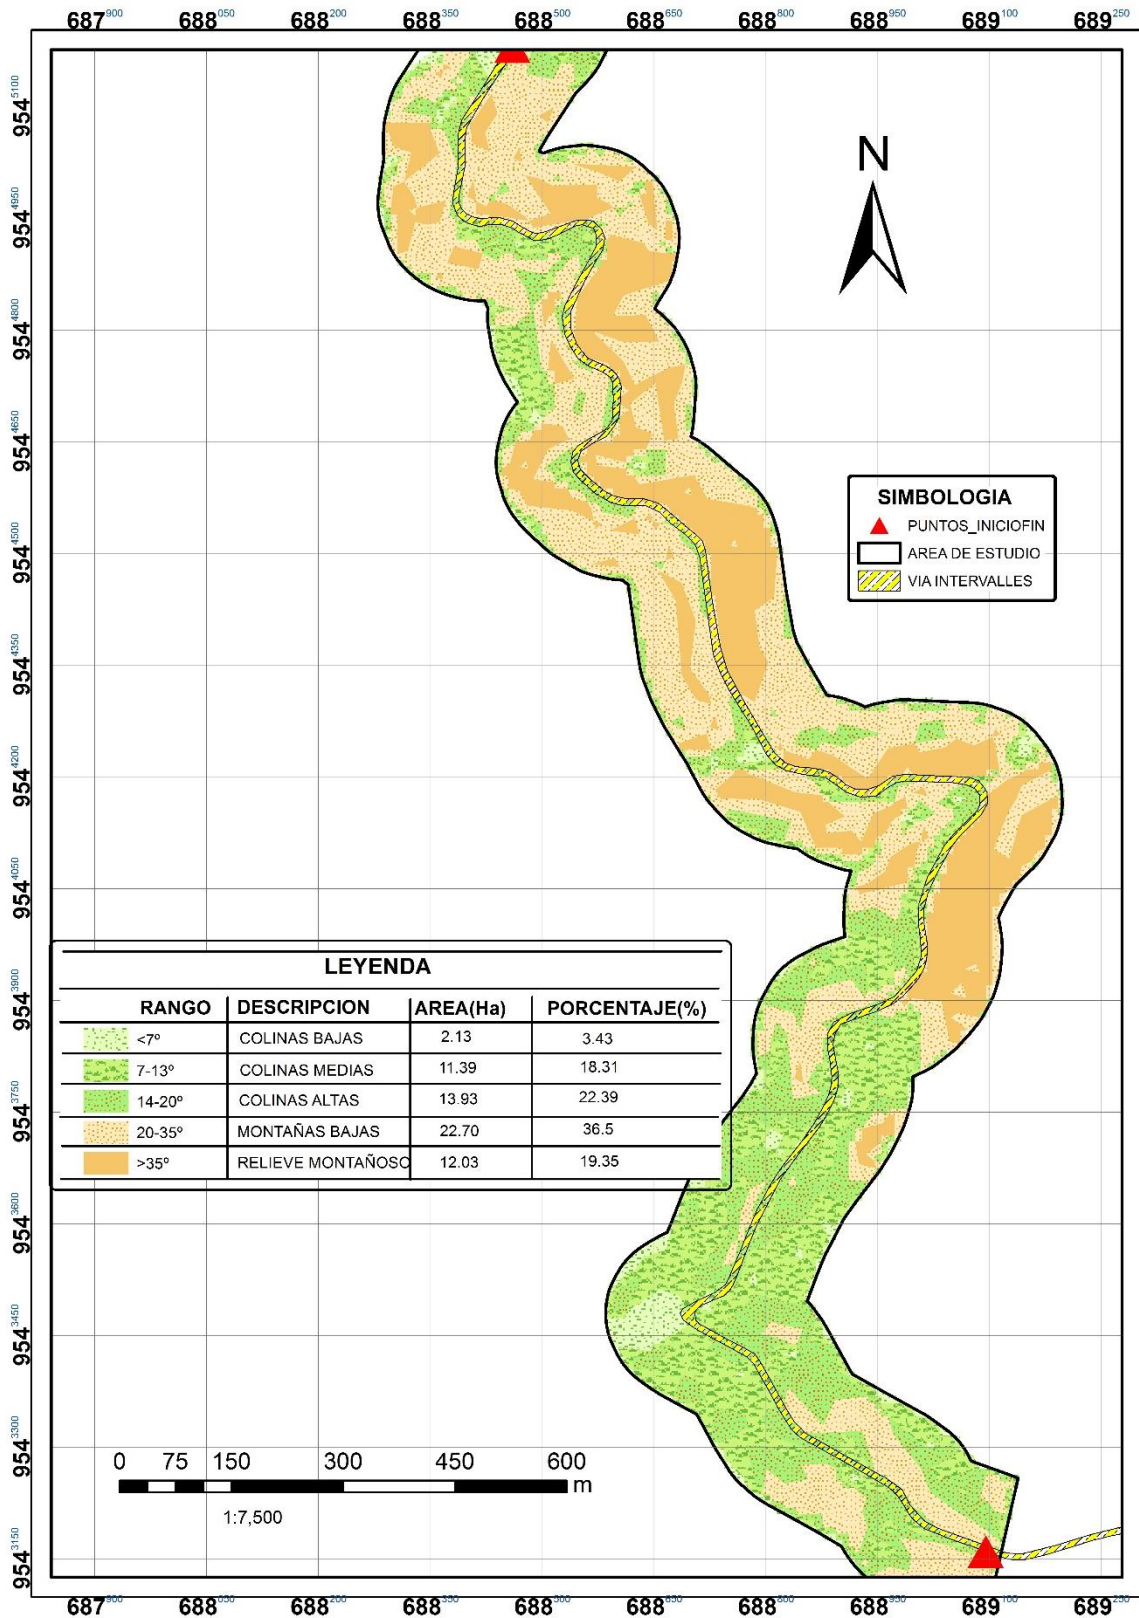 687900 688050 688200 688350 688500 688650 688800 688950 689100 689250
9545100
9544950
9544800
9544650
9544500
9544350
9544200
9544050
9543900
9543750
9543600
9543450
9543300
9543150
N
SIMBOLOGIA
PUNTOS_INICIOFIN
AREA DE ESTUDIO
VIA INTERVALLES
LEYENDA
RANGO DESCRIPCION AREA(Ha) PORCENTAJE(%)
<7º COLINAS BAJAS 2.13 3.43
7-13º COLINAS MEDIAS 11.39 18.31
14-20º COLINAS ALTAS 13.93 22.39
20-35º MONTAÑAS BAJAS 22.70 36.5
>35º RELIEVE MONTAÑOSO 12.03 19.35
0 75 150 300 450 600
m
1:7,500
687900 688050 688200 688350 688500 688650 688800 688950 689100 689250